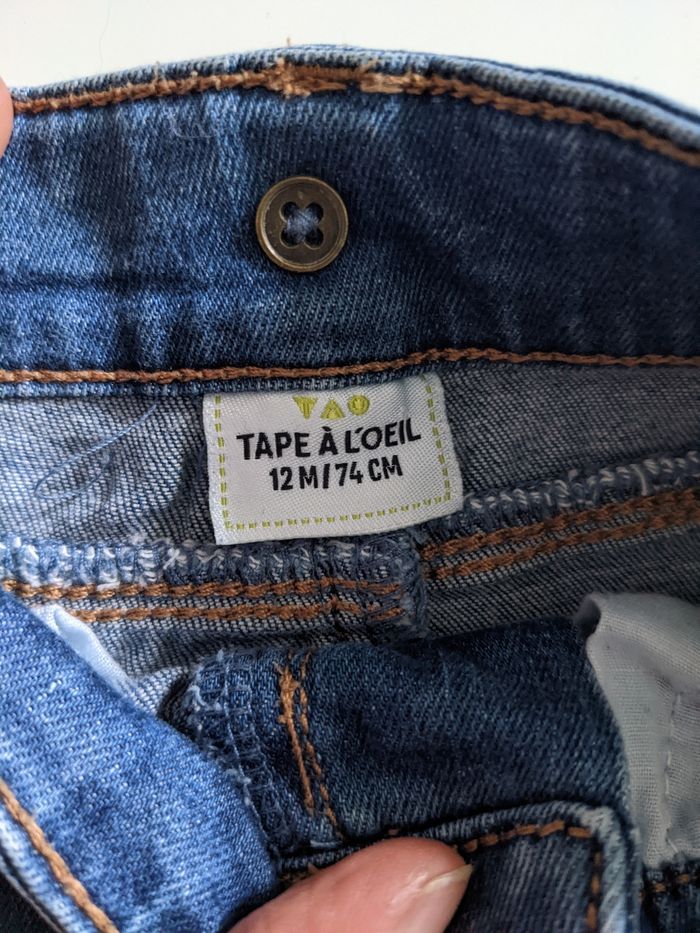 TAO
TAPE À L'OEIL
12 M/74 CM